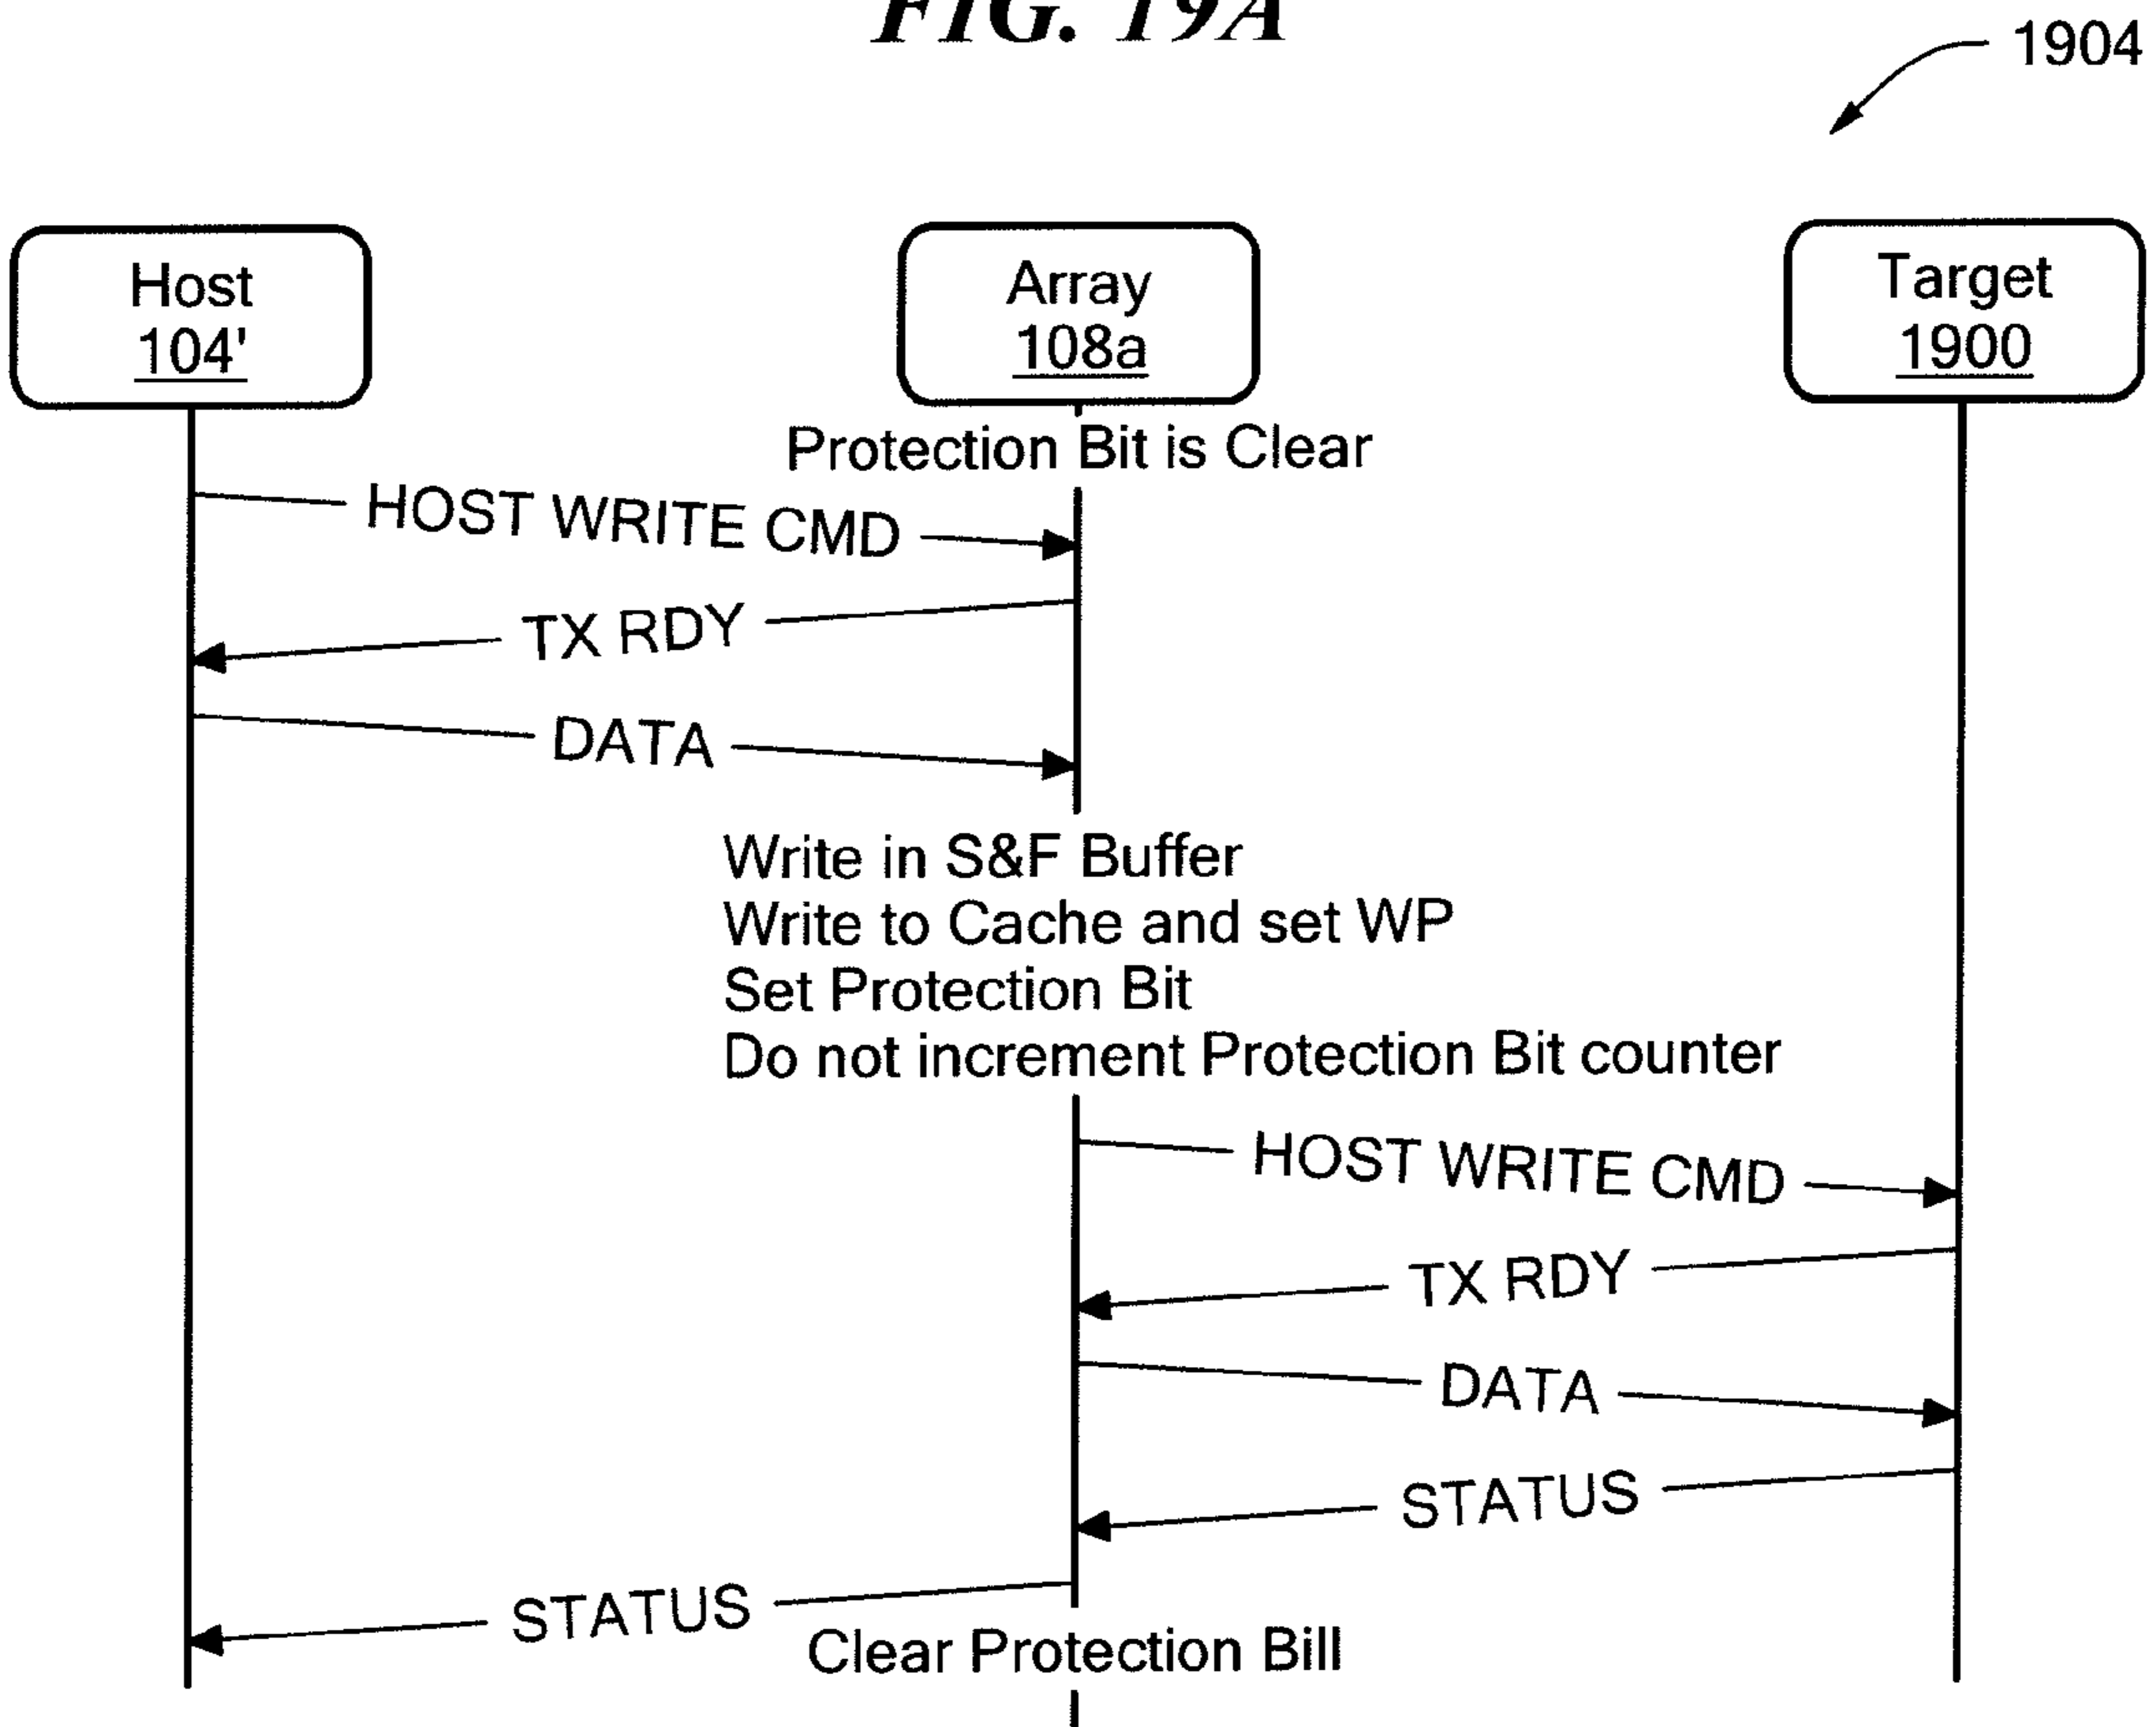 FIG. 19A
1904
Host
104'
Array
108a
Target
1900
Protection Bit is Clear
HOST WRITE CMD
TX RDY
DATA
Write in S&F Buffer
Write to Cache and set WP
Set Protection Bit
Do not increment Protection Bit counter
HOST WRITE CMD
TX RDY
DATA
STATUS
STATUS
Clear Protection Bill